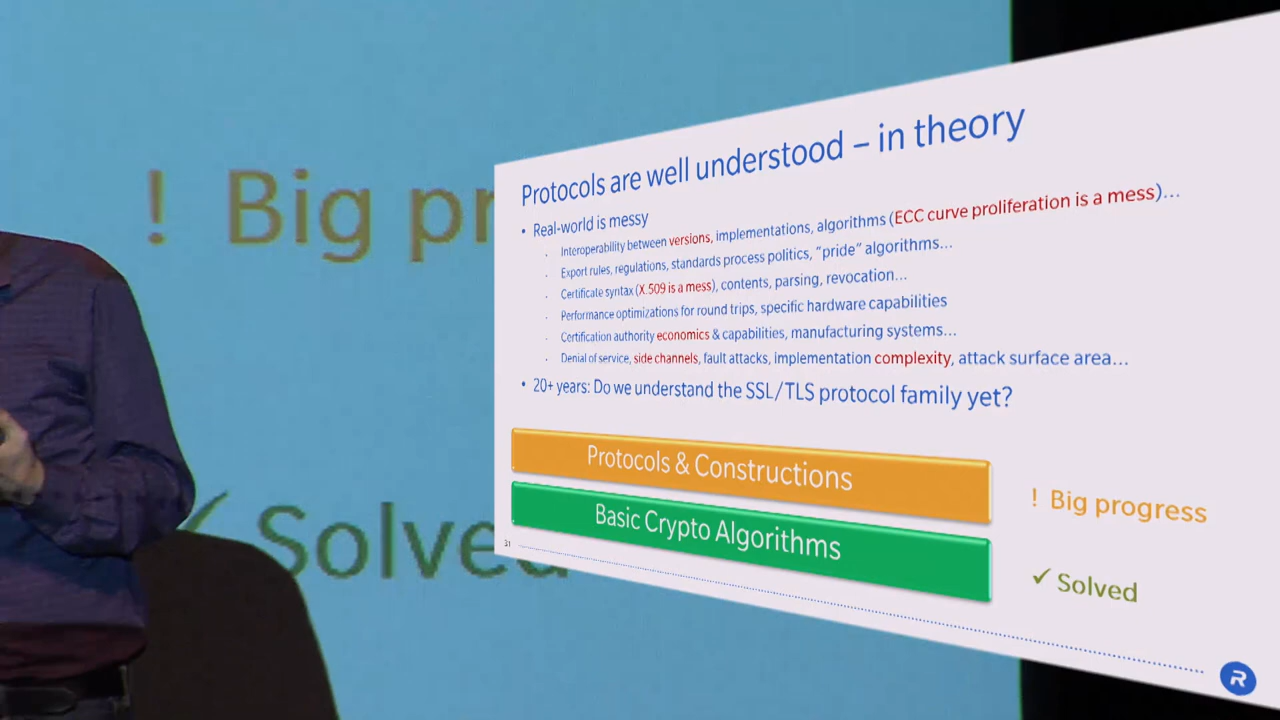 ! Big pr
✓ Solved
Protocols are well understood – in theory
• Real-world is messy
· Interoperability between versions, implementations, algorithms (ECC curve proliferation is a mess)…
· Export rules, regulations, standards process politics, “pride” algorithms…
· Certificate syntax (X.509 is a mess), contents, parsing, revocation…
· Performance optimizations for round trips, specific hardware capabilities
· Certification authority economics & capabilities, manufacturing systems…
· Denial of service, side channels, fault attacks, implementation complexity, attack surface area…
• 20+ years: Do we understand the SSL/TLS protocol family yet?
Protocols & Constructions
! Big progress
Basic Crypto Algorithms
✓ Solved
31
R